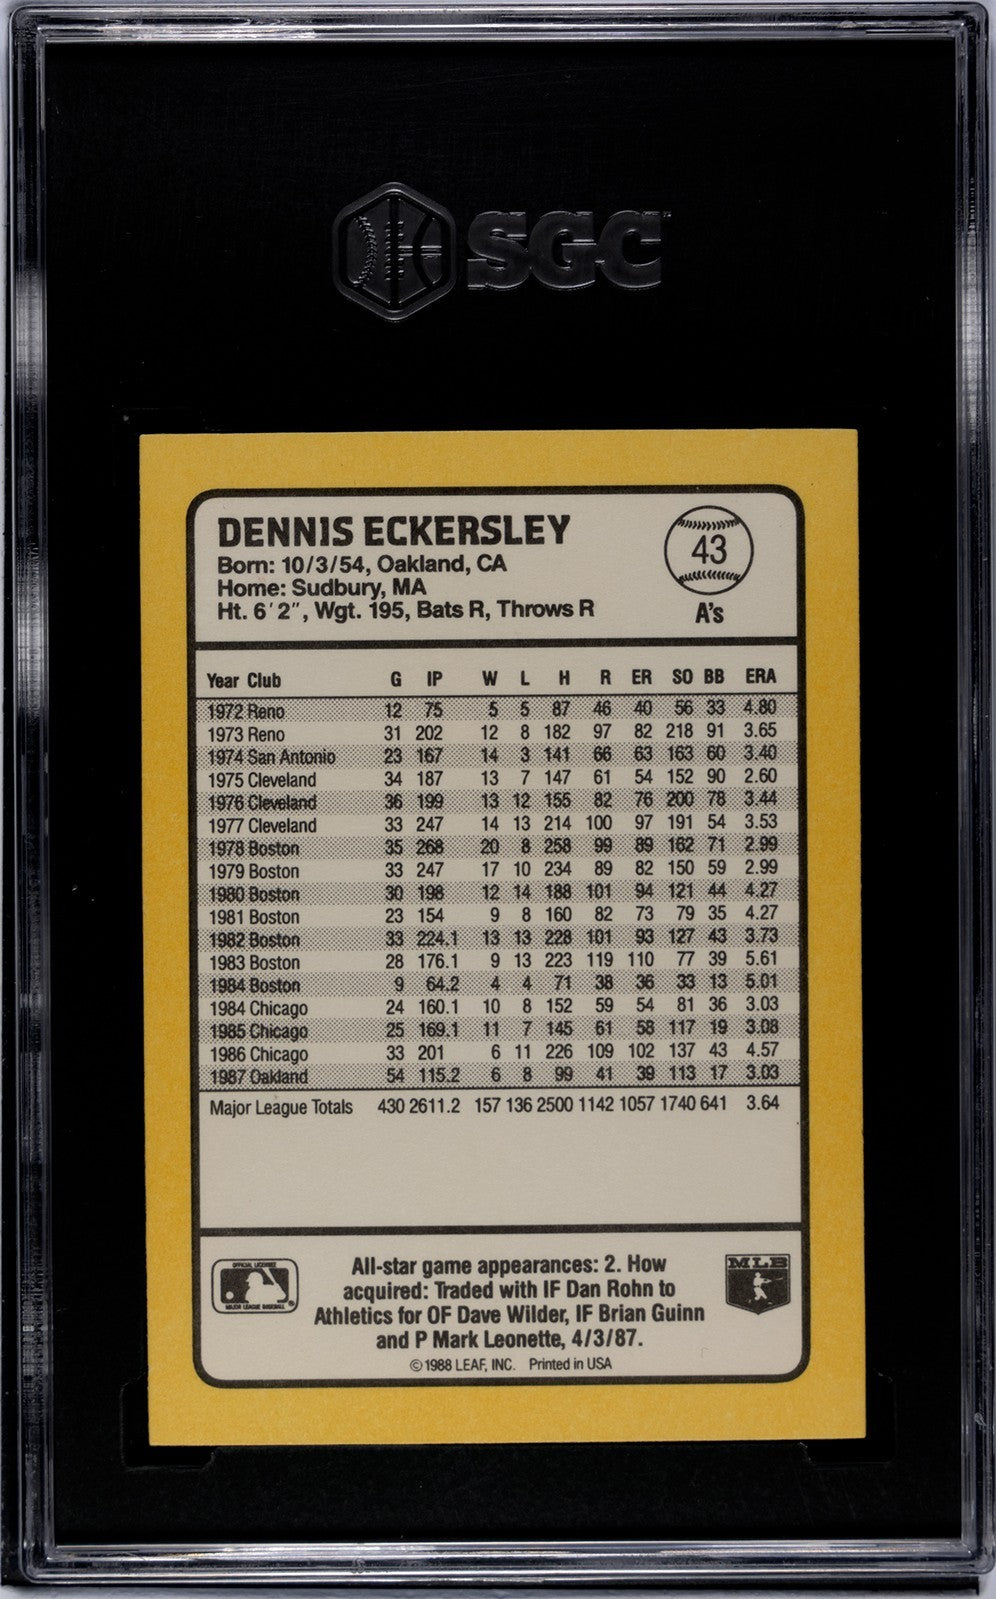 SGC
DENNIS ECKERSLEY
Born: 10/3/54, Oakland, CA
Home: Sudbury, MA
Ht. 6'2", Wgt. 195, Bats R, Throws R
43
A's
Year Club G IP W L H R ER SO BB ERA
1972 Reno 12 75 5 5 87 46 40 56 33 4.80
1973 Reno 31 202 12 8 182 97 82 218 91 3.65
1974 San Antonio 23 167 14 3 141 66 63 163 60 3.40
1975 Cleveland 34 187 13 7 147 61 54 152 90 2.60
1976 Cleveland 36 199 13 12 155 82 76 200 78 3.44
1977 Cleveland 33 247 14 13 214 100 97 191 54 3.53
1978 Boston 35 268 20 8 258 99 89 162 71 2.99
1979 Boston 33 247 17 10 234 89 82 150 59 2.99
1980 Boston 30 198 12 14 188 101 94 121 44 4.27
1981 Boston 23 154 9 8 160 82 73 79 35 4.27
1982 Boston 33 224.1 13 13 228 101 93 127 43 3.73
1983 Boston 28 176.1 9 13 223 119 110 77 39 5.61
1984 Boston 9 64.2 4 4 71 38 36 33 13 5.01
1984 Chicago 24 160.1 10 8 152 59 54 81 36 3.03
1985 Chicago 25 169.1 11 7 145 61 58 117 19 3.08
1986 Chicago 33 201 6 11 226 109 102 137 43 4.57
1987 Oakland 54 115.2 6 8 99 41 39 113 17 3.03
Major League Totals 430 2611.2 157 136 2500 1142 1057 1740 641 3.64
OFFICIAL LICENSEE
MAJOR LEAGUE BASEBALL
®
All-star game appearances: 2. How
acquired: Traded with IF Dan Rohn to
Athletics for OF Dave Wilder, IF Brian Guinn
and P Mark Leonette, 4/3/87.
© 1988 LEAF, INC. Printed in USA
MLB